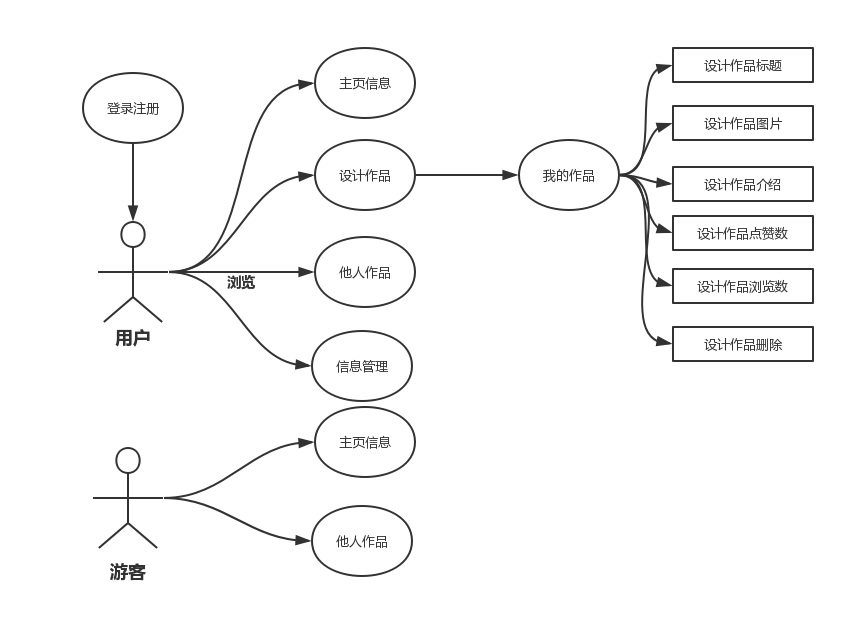 登录注册
用户
主页信息
设计作品
浏览
他人作品
信息管理
我的作品
设计作品标题
设计作品图片
设计作品介绍
设计作品点赞数
设计作品浏览数
设计作品删除
游客
主页信息
他人作品